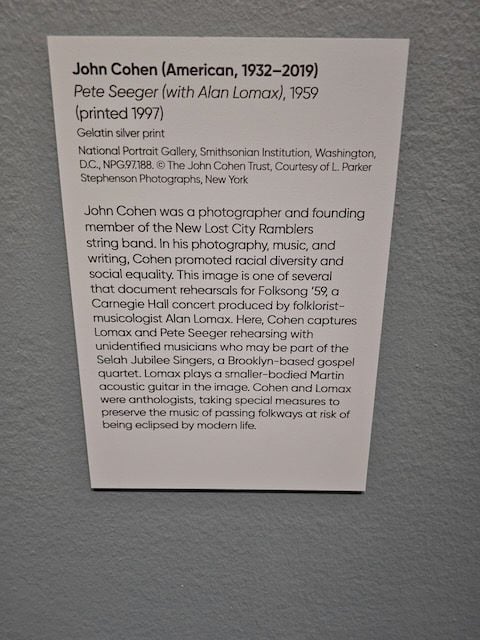 John Cohen (American, 1932–2019)
Pete Seeger (with Alan Lomax), 1959
(printed 1997)
Gelatin silver print
National Portrait Gallery, Smithsonian Institution, Washington,
D.C., NPG.97.188. © The John Cohen Trust, Courtesy of L. Parker
Stephenson Photographs, New York
John Cohen was a photographer and founding
member of the New Lost City Ramblers
string band. In his photography, music, and
writing, Cohen promoted racial diversity and
social equality. This image is one of several
that document rehearsals for Folksong ’59, a
Carnegie Hall concert produced by folklorist-
musicologist Alan Lomax. Here, Cohen captures
Lomax and Pete Seeger rehearsing with
unidentified musicians who may be part of the
Selah Jubilee Singers, a Brooklyn-based gospel
quartet. Lomax plays a smaller-bodied Martin
acoustic guitar in the image. Cohen and Lomax
were anthologists, taking special measures to
preserve the music of passing folkways at risk of
being eclipsed by modern life.